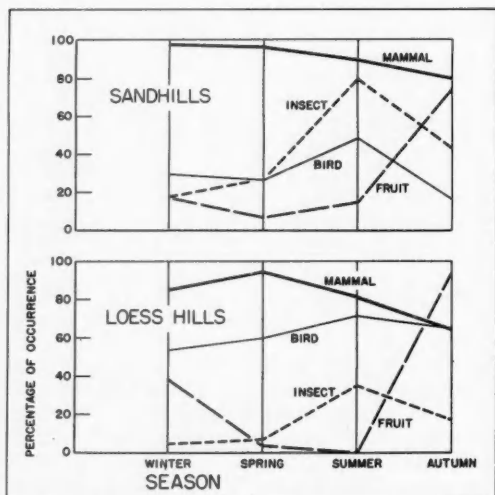 100
80
60
40
20
0
SANDHILLS
MAMMAL
INSECT
BIRD
FRUIT
PERCENTAGE OF OCCURRENCE
100
80
60
40
20
0
LOESS HILLS
MAMMAL
BIRD
INSECT
FRUIT
WINTER SPRING SUMMER AUTUMN
SEASON